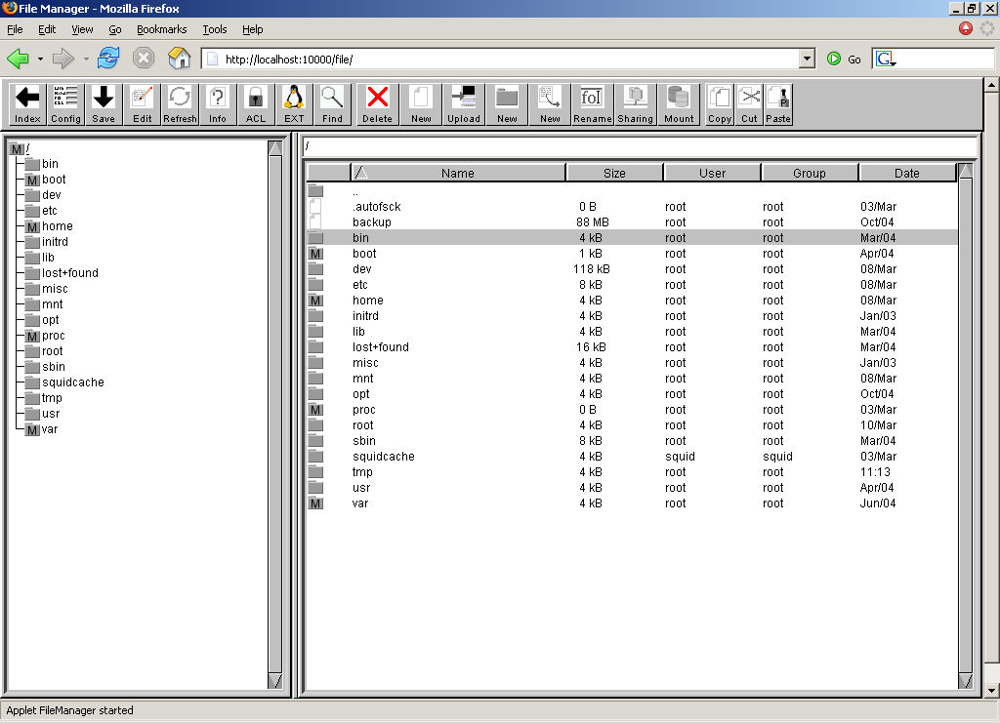 File Manager - Mozilla Firefox
File Edit View Go Bookmarks Tools Help
http://localhost:10000/file/ Go G
Index Config Save Edit Refresh Info ACL EXT Find Delete New Upload New New Rename Sharing Mount Copy Cut Paste
M /
bin
M boot
dev
etc
M home
initrd
lib
lost+found
misc
mnt
opt
M proc
root
sbin
squidcache
tmp
usr
M var
/
Name Size User Group Date
..
.autofsck 0 B root root 03/Mar
backup 88 MB root root Oct/04
bin 4 kB root root Mar/04
M boot 1 kB root root Apr/04
dev 118 kB root root 08/Mar
etc 8 kB root root 08/Mar
M home 4 kB root root 08/Mar
initrd 4 kB root root Jan/03
lib 4 kB root root Mar/04
lost+found 16 kB root root Mar/04
misc 4 kB root root Jan/03
mnt 4 kB root root 08/Mar
opt 4 kB root root Oct/04
M proc 0 B root root 03/Mar
root 4 kB root root 10/Mar
sbin 8 kB root root Mar/04
squidcache 4 kB squid squid 03/Mar
tmp 4 kB root root 11:13
usr 4 kB root root Apr/04
M var 4 kB root root Jun/04
Applet FileManager started